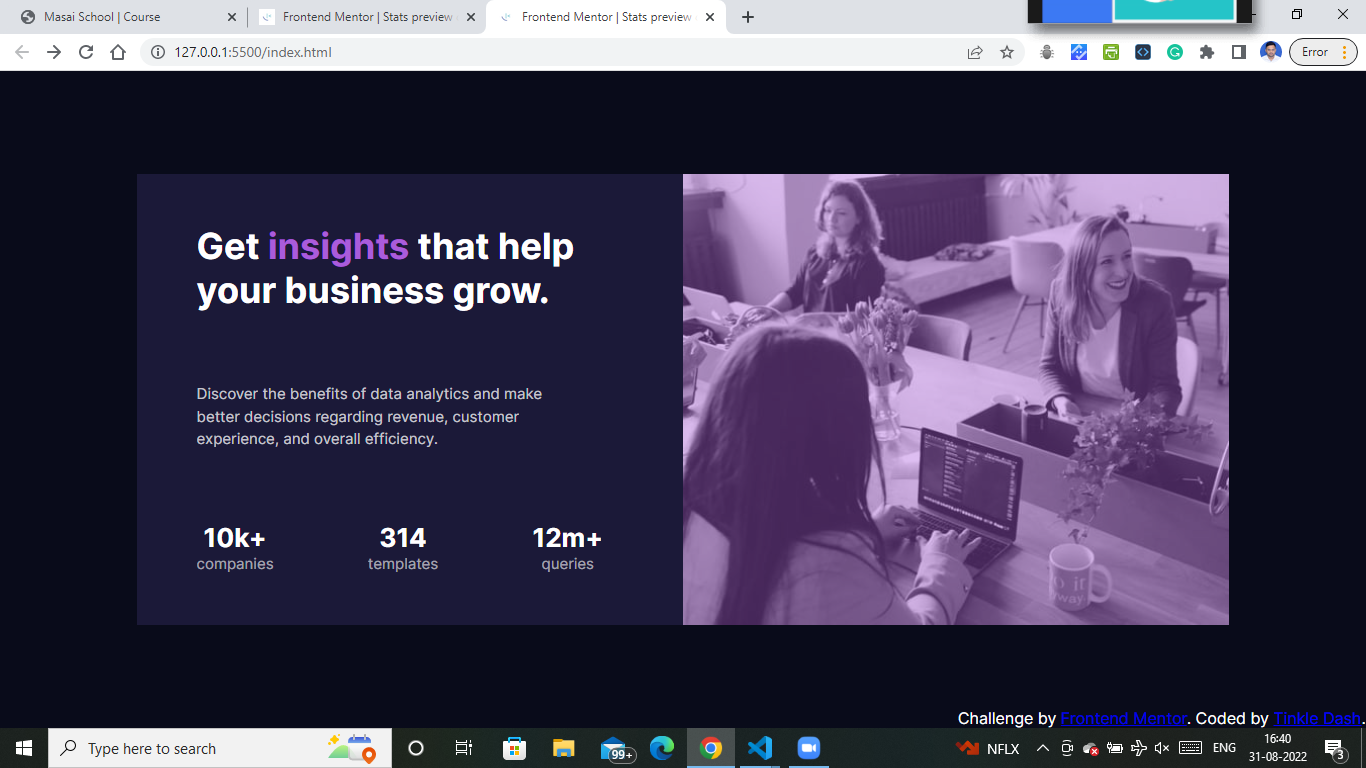 Masai School | Course
Frontend Mentor | Stats preview
Frontend Mentor | Stats preview
127.0.0.1:5500/index.html
Error
Get insights that help
your business grow.
Discover the benefits of data analytics and make
better decisions regarding revenue, customer
experience, and overall efficiency.
10k+ 314 12m+
companies templates queries
Challenge by Frontend Mentor. Coded by Tinkle Dash.
Type here to search
99+
NFLX
ENG
16:40
31-08-2022
3